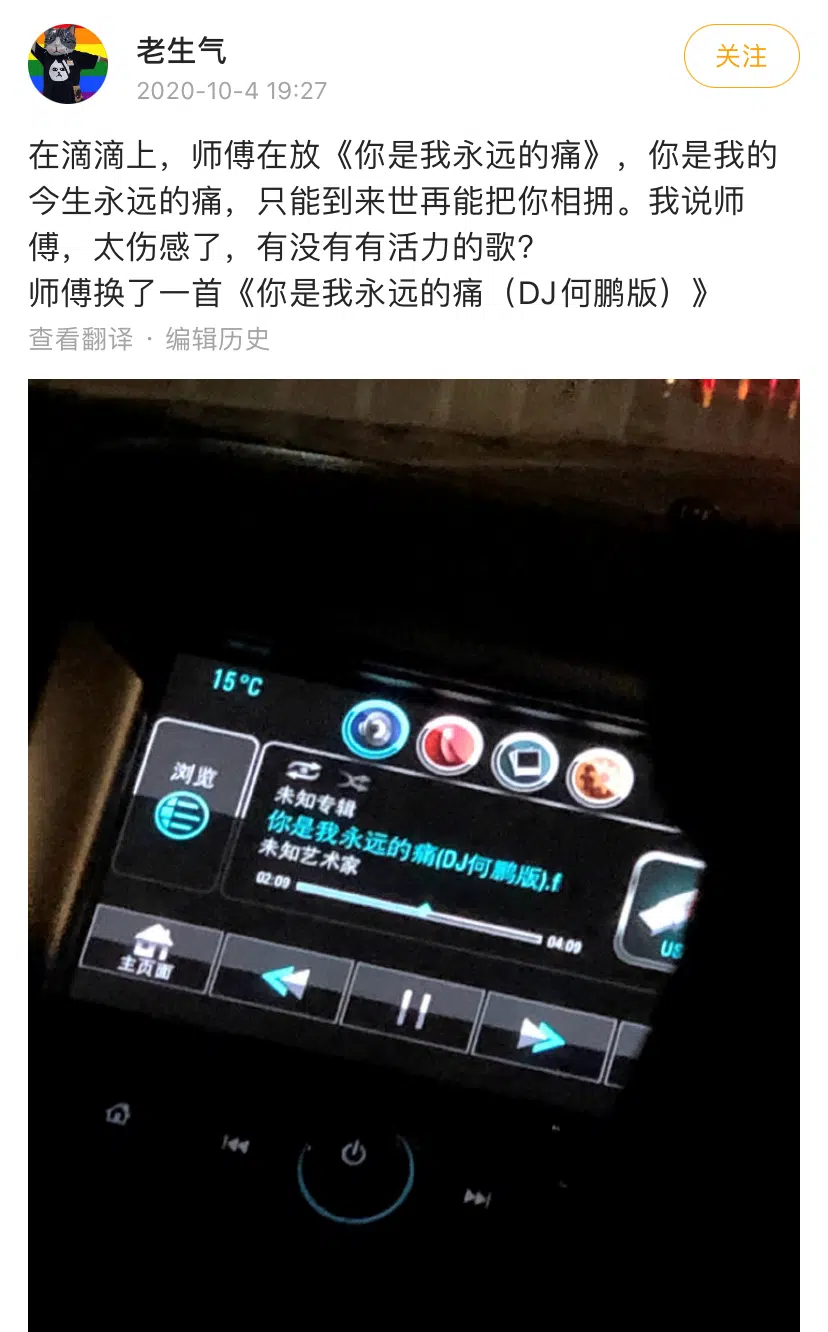 老生气
关注
2020-10-4 19:27
在滴滴上，师傅在放《你是我永远的痛》，你是我的
今生永远的痛，只能到来世再能把你相拥。我说师
傅，太伤感了，有没有有活力的歌？
师傅换了一首《你是我永远的痛（DJ何鹏版）》
查看翻译 · 编辑历史
15°C
浏览
未知专辑
你是我永远的痛(DJ何鹏版).f
未知艺术家
02:09
04:09
US
主页面